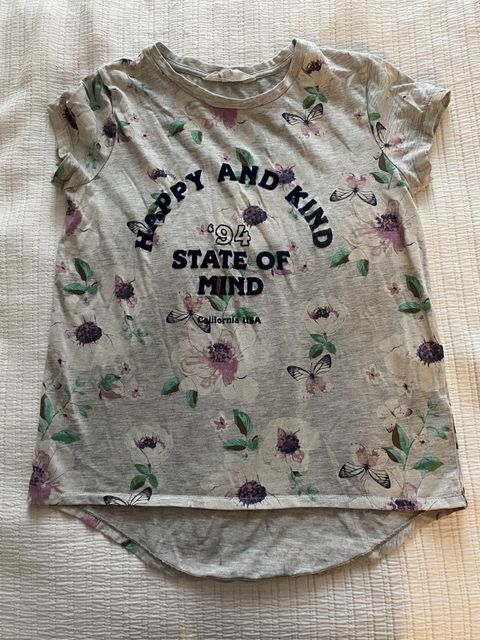 HAPPY AND KIND
‘94
STATE OF
MIND
California USA